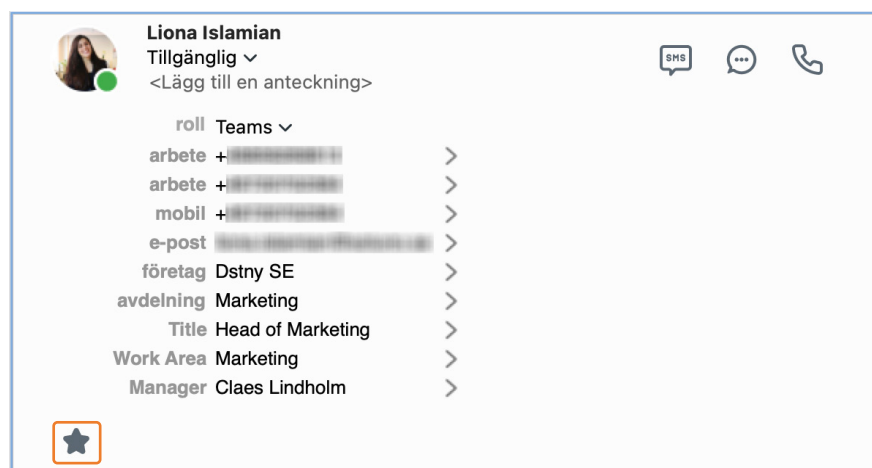 Liona Islamian
Tillgänglig
<Lägg till en anteckning>
SMS
roll Teams
arbete +
arbete +
mobil +
e-post
företag Dstny SE
avdelning Marketing
Title Head of Marketing
Work Area Marketing
Manager Claes Lindholm